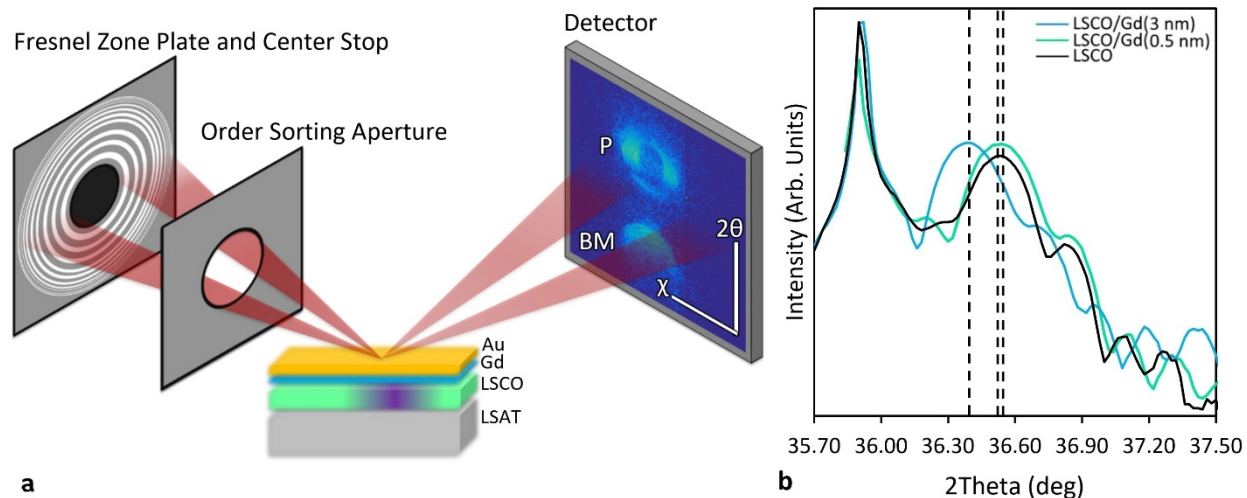 Fresnel Zone Plate and Center Stop
Order Sorting Aperture
Detector
P
BM
2θ
χ
Au
Gd
LSCO
LSAT
a
LSCO/Gd(3 nm)
LSCO/Gd(0.5 nm)
LSCO
Intensity (Arb. Units)
35.70 36.00 36.30 36.60 36.90 37.20 37.50
2Theta (deg)
b